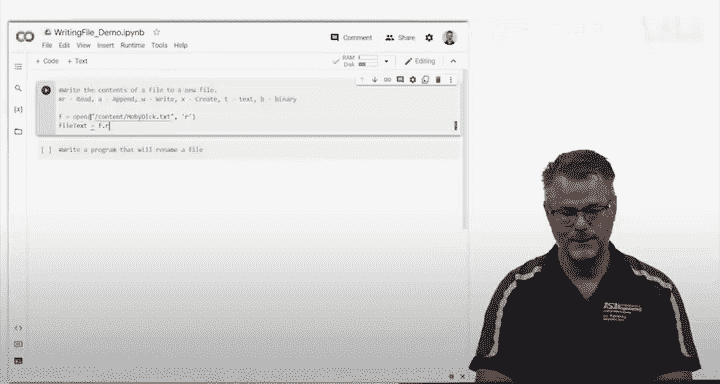 WritingFile_Demo.ipynb
Comment
Share
File Edit View Insert Runtime Tools Help
+ Code + Text
RAM
Disk
Editing
#Write the contents of a file to a new file.
#r - Read, a - Append, w - Write, x - Create, t - text, b - binary
f = open("/content/MobyDick.txt", 'r')
fileText = f.r
[ ] #Write a program that will rename a file
ASU Engineering